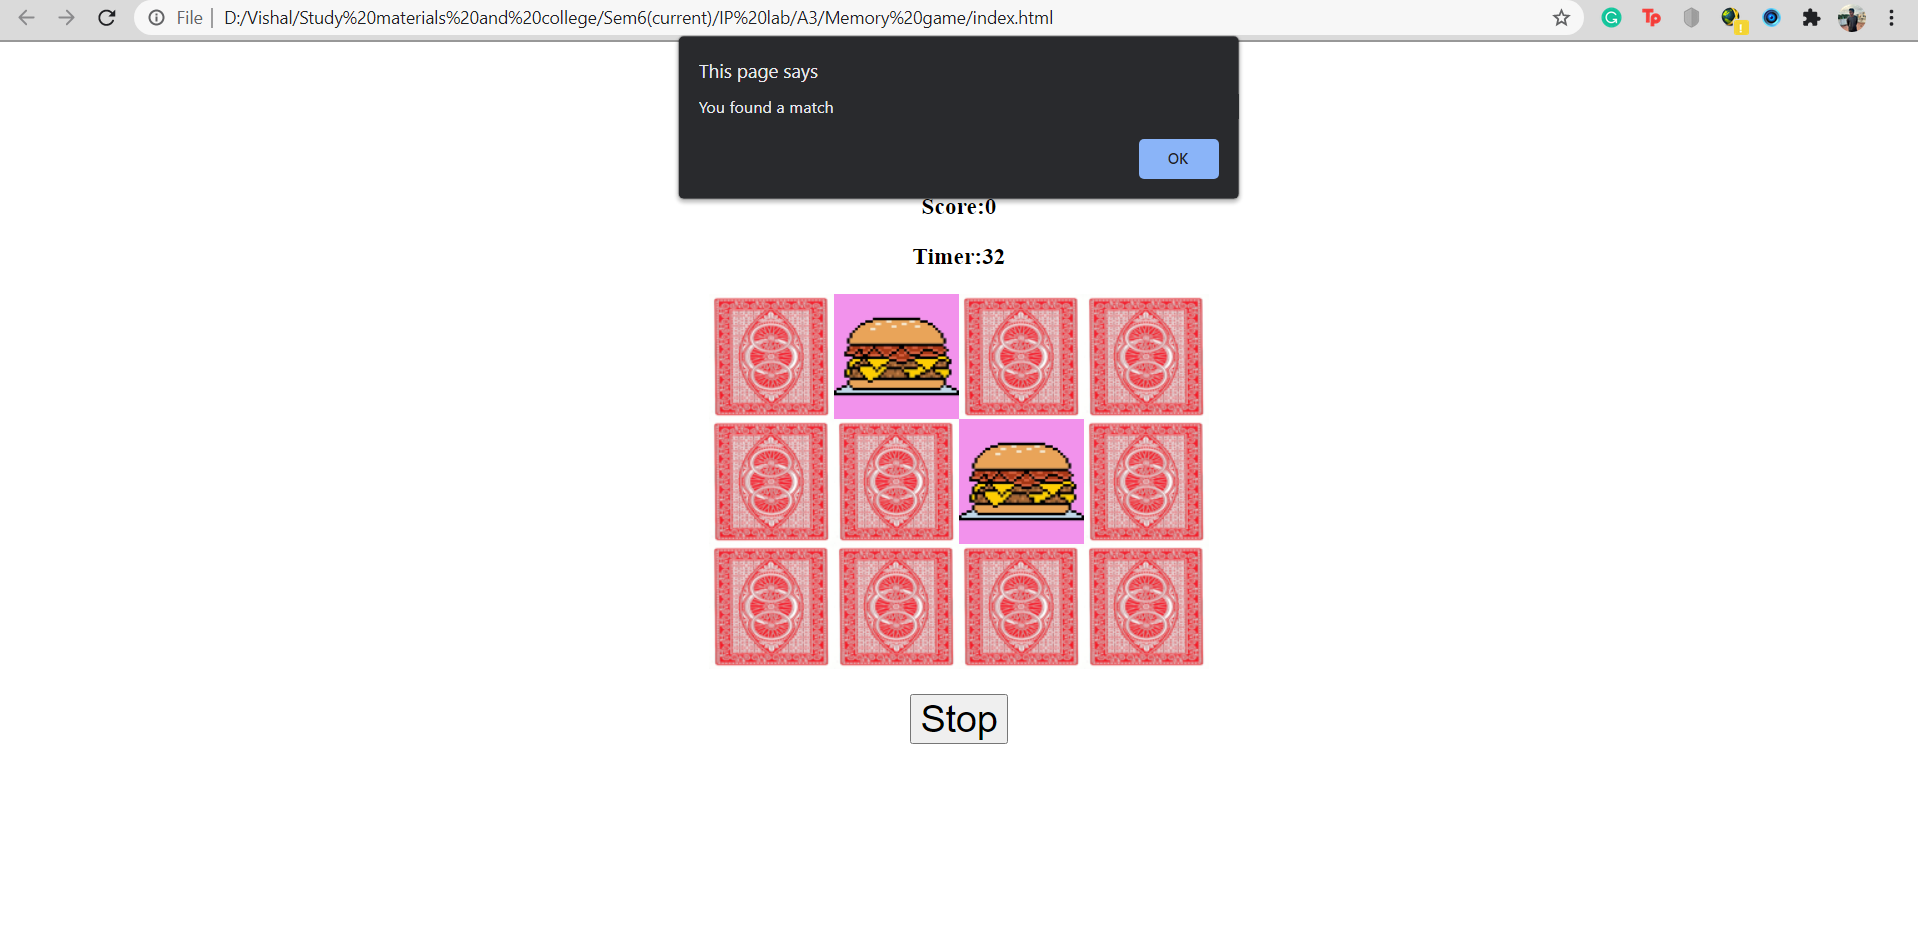 File | D:/Vishal/Study%20materials%20and%20college/Sem6(current)/IP%20lab/A3/Memory%20game/index.html
This page says
You found a match
OK
Score:0
Timer:32
Stop